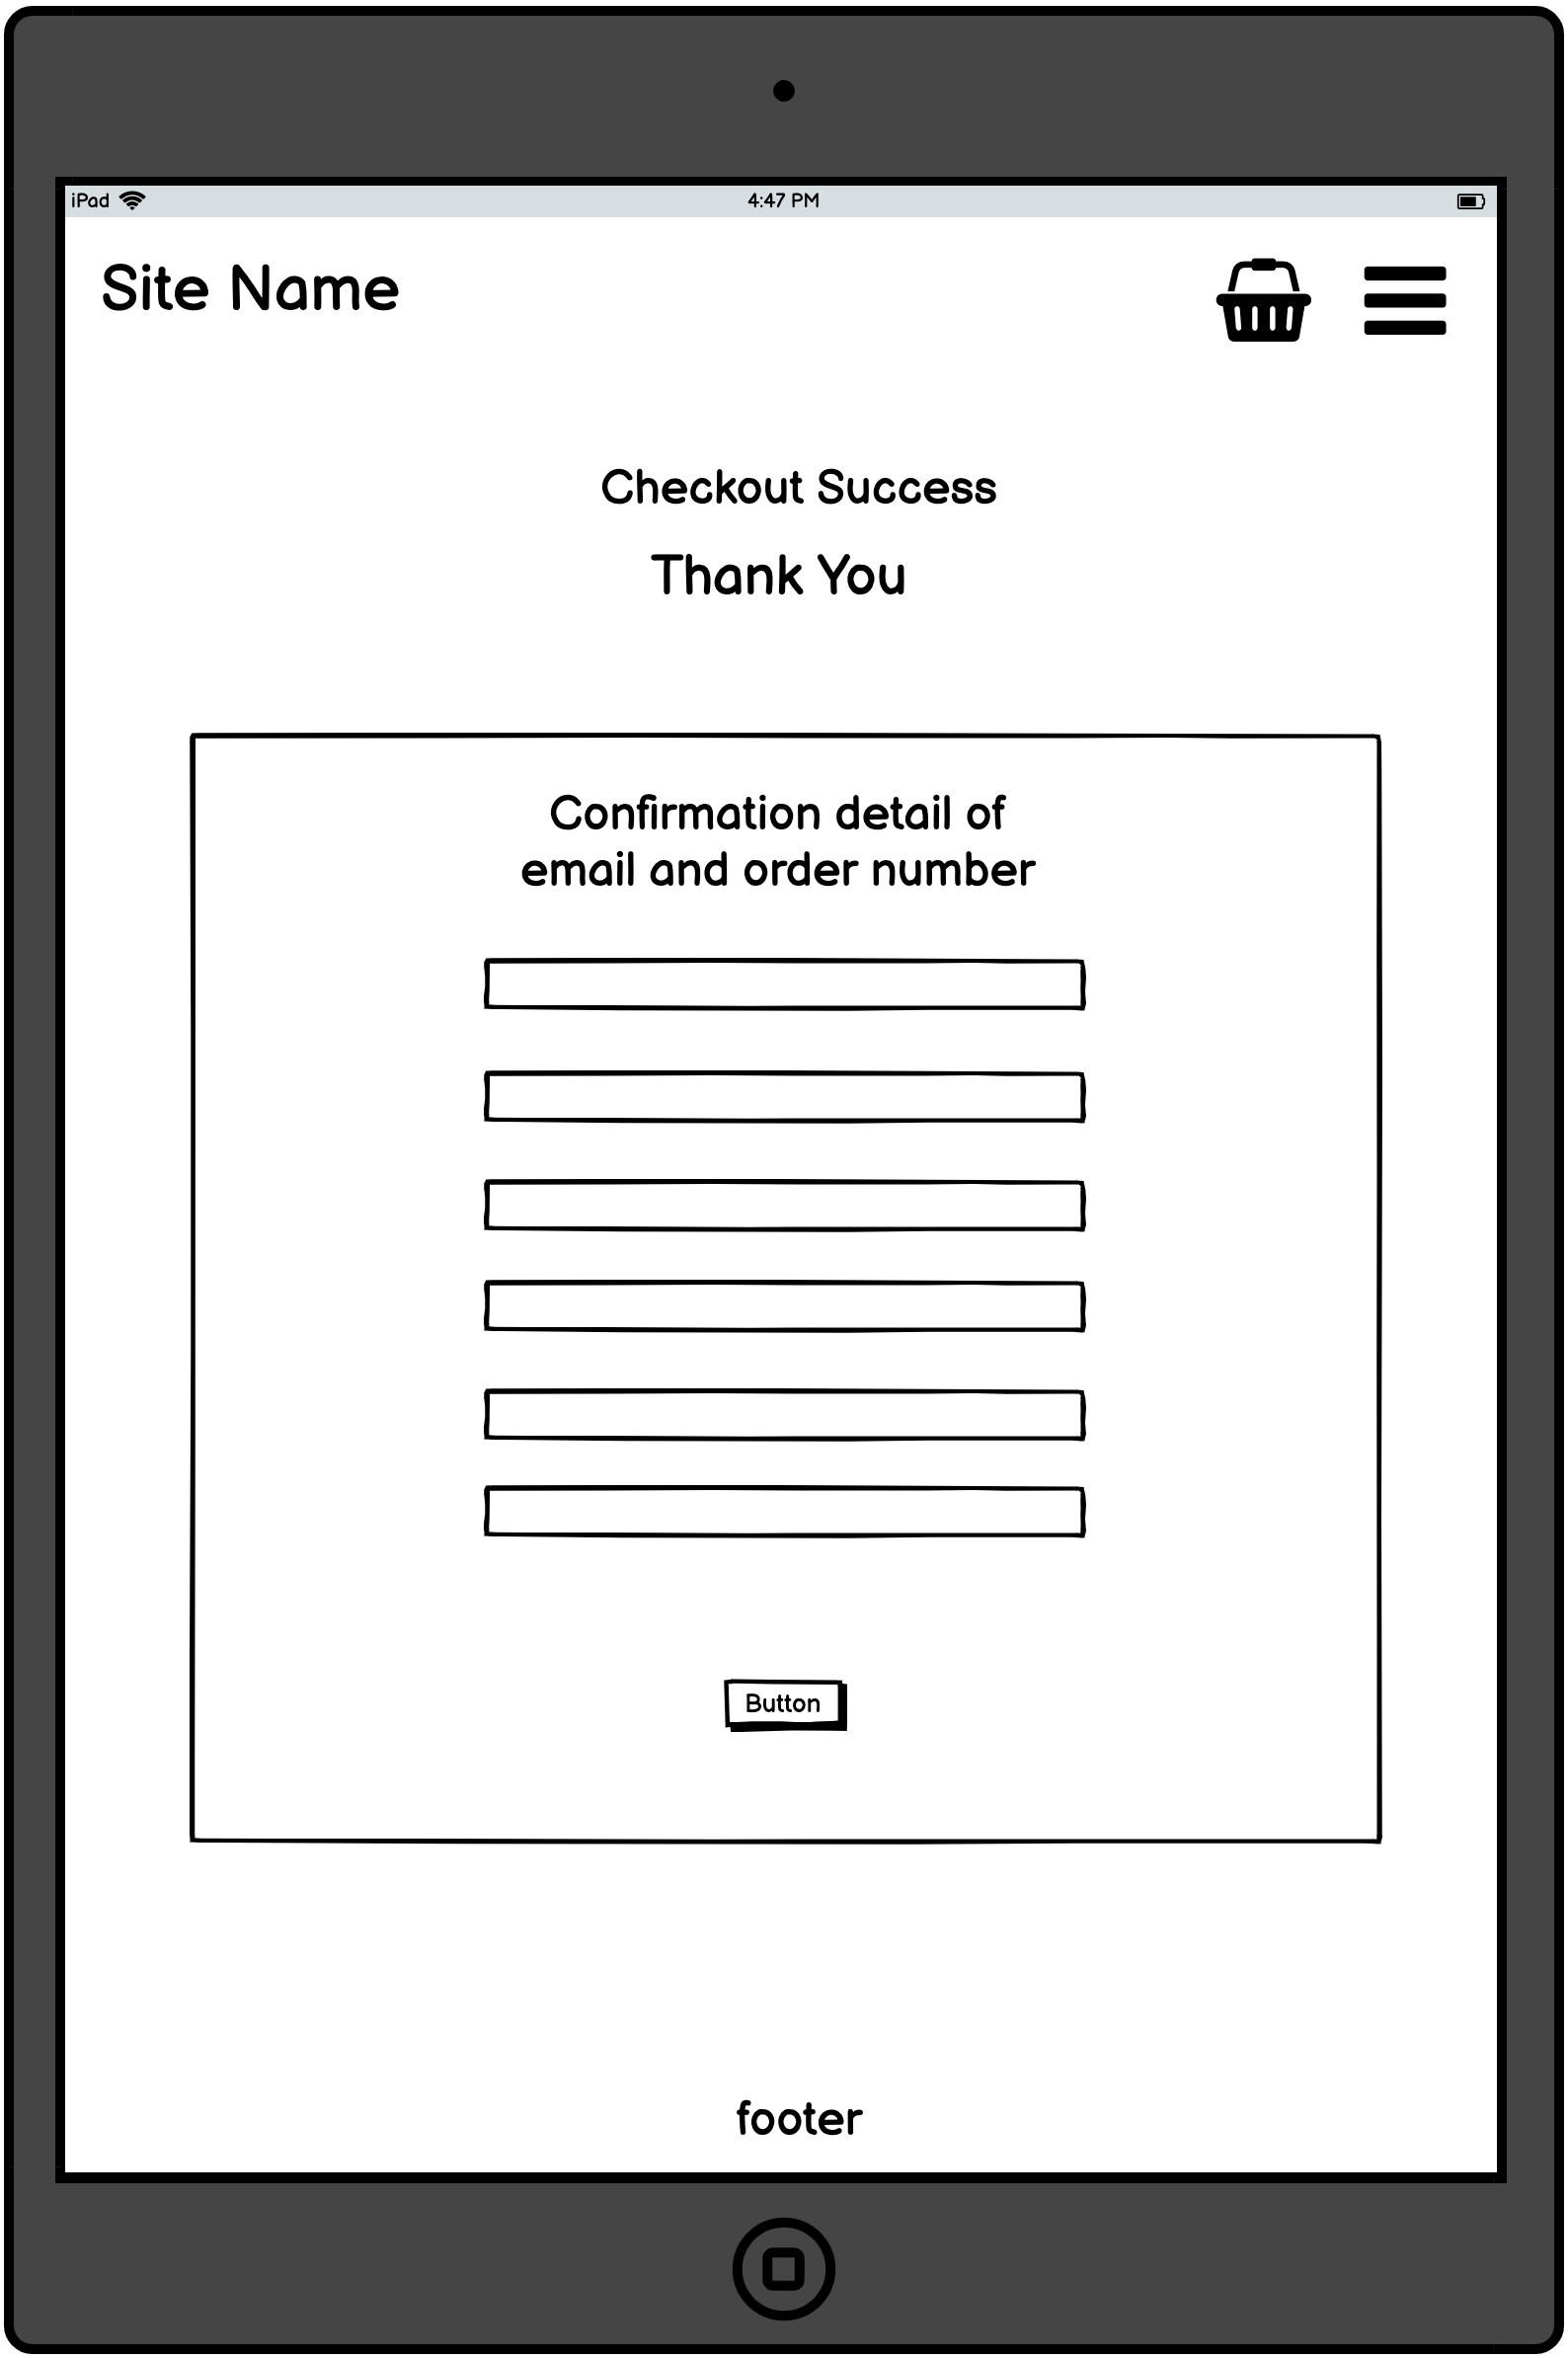 iPad
4:47 PM
Site Name
Checkout Success
Thank You
Confirmation detail of
email and order number
Button
footer